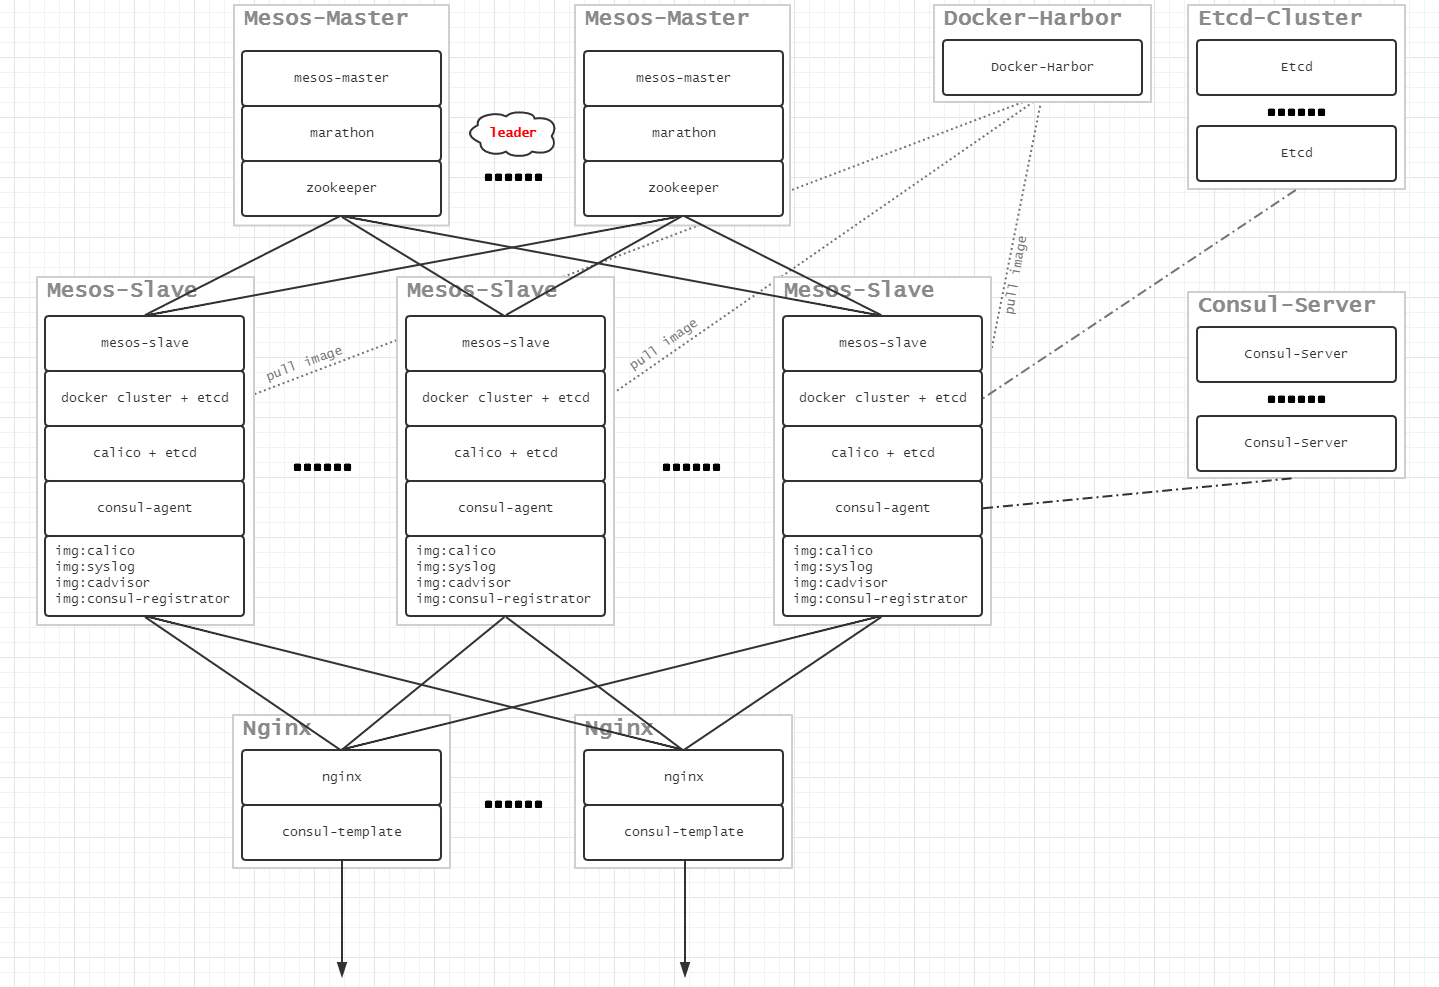 Mesos-Master
mesos-master
marathon
zookeeper
leader
Mesos-Master
mesos-master
marathon
zookeeper
Docker-Harbor
Docker-Harbor
Etcd-Cluster
Etcd
Etcd
pull image
pull image
pull image
Mesos-Slave
mesos-slave
docker cluster + etcd
calico + etcd
consul-agent
img:calico
img:syslog
img:cadvisor
img:consul-registrator
Mesos-Slave
mesos-slave
docker cluster + etcd
calico + etcd
consul-agent
img:calico
img:syslog
img:cadvisor
img:consul-registrator
Mesos-Slave
mesos-slave
docker cluster + etcd
calico + etcd
consul-agent
img:calico
img:syslog
img:cadvisor
img:consul-registrator
Consul-Server
Consul-Server
Consul-Server
Nginx
nginx
consul-template
Nginx
nginx
consul-template